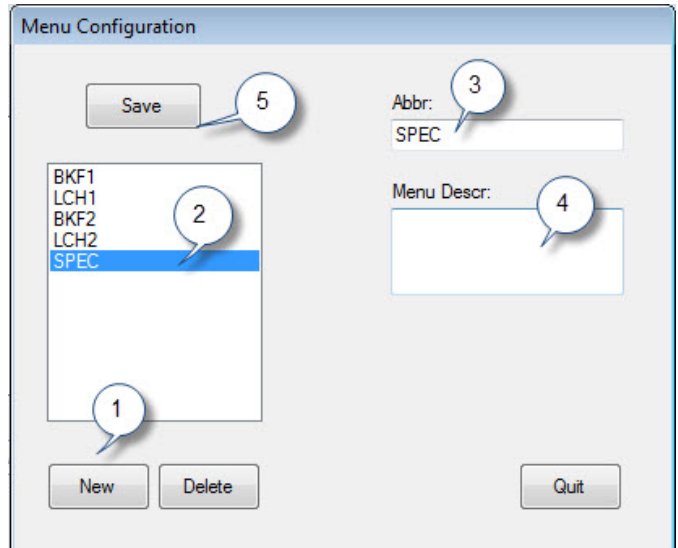 Menu Configuration
Save
5
3
Abbr:
SPEC
BKF1
LCH1
BKF2
LCH2
SPEC
2
Menu Descr:
4
1
New
Delete
Quit